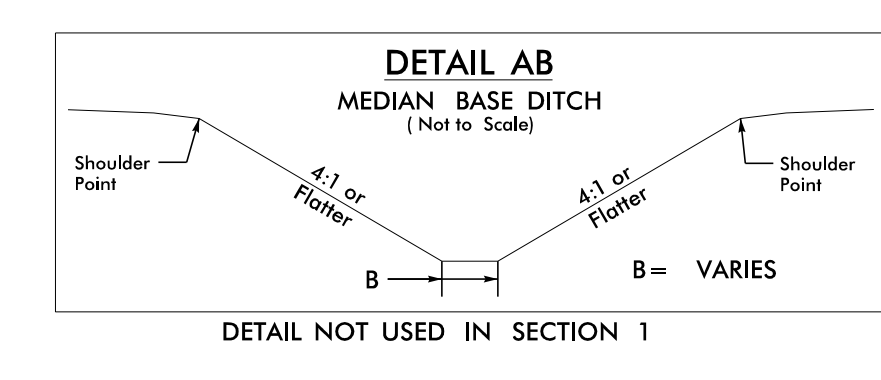 DETAIL AB
MEDIAN BASE DITCH
( Not to Scale)
Shoulder
Point
4:1 or
Flatter
4:1 or
Flatter
Shoulder
Point
B
B= VARIES
DETAIL NOT USED IN SECTION 1